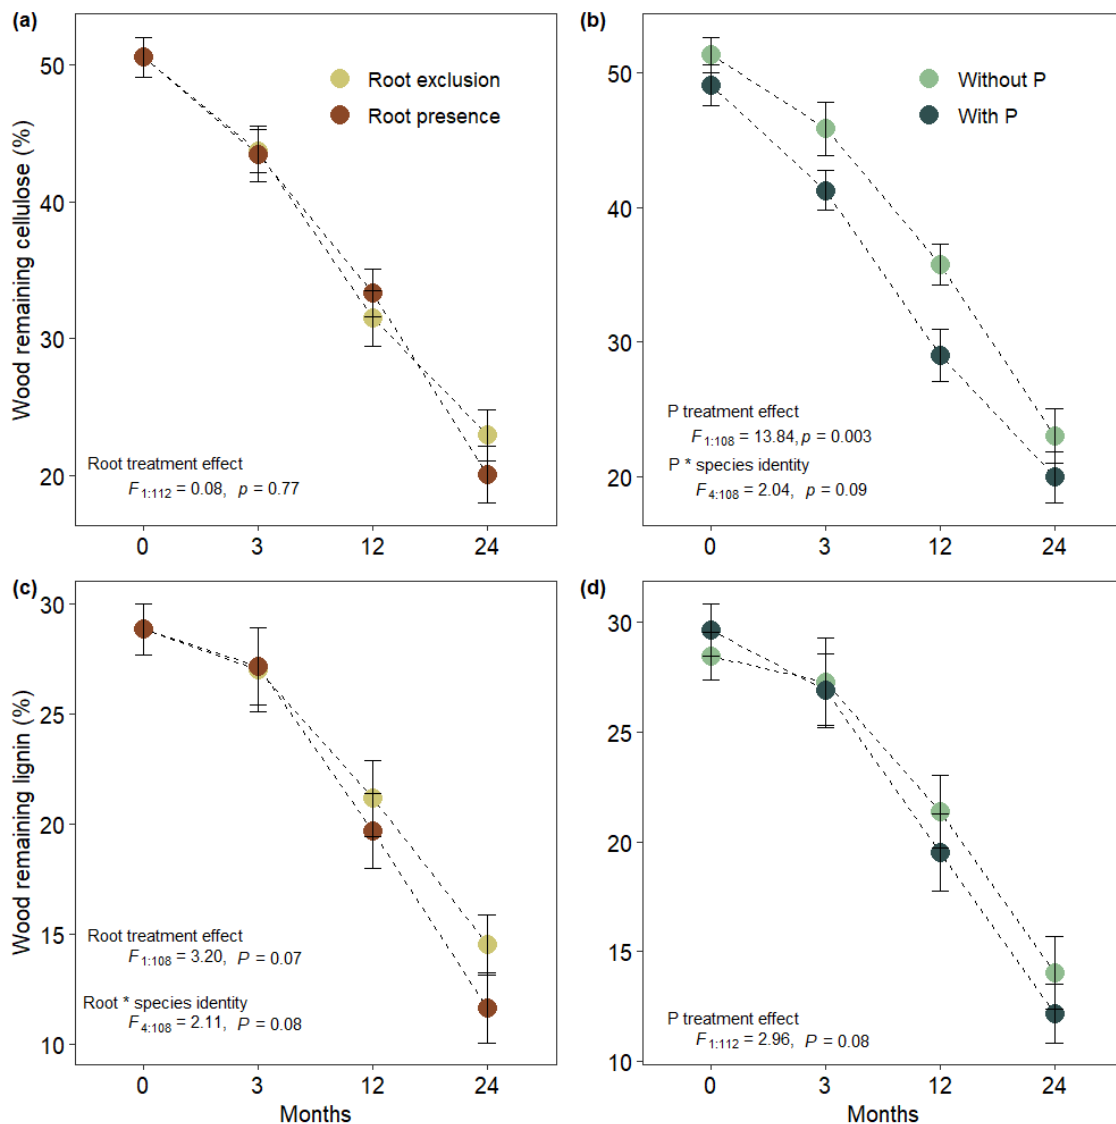 (a)
Wood remaining cellulose (%)
50
40
30
20
Root exclusion
Root presence
Root treatment effect
F1:112 = 0.08, p = 0.77
0 3 12 24
(b)
50
40
30
20
Without P
With P
P treatment effect
F1:108 = 13.84, p = 0.003
P * species identity
F4:108 = 2.04, p = 0.09
0 3 12 24
(c)
Wood remaining lignin (%)
30
25
20
15
10
Root treatment effect
F1:108 = 3.20, P = 0.07
Root * species identity
F4:108 = 2.11, P = 0.08
0 3 12 24
Months
(d)
30
25
20
15
10
P treatment effect
F1:112 = 2.96, P = 0.08
0 3 12 24
Months